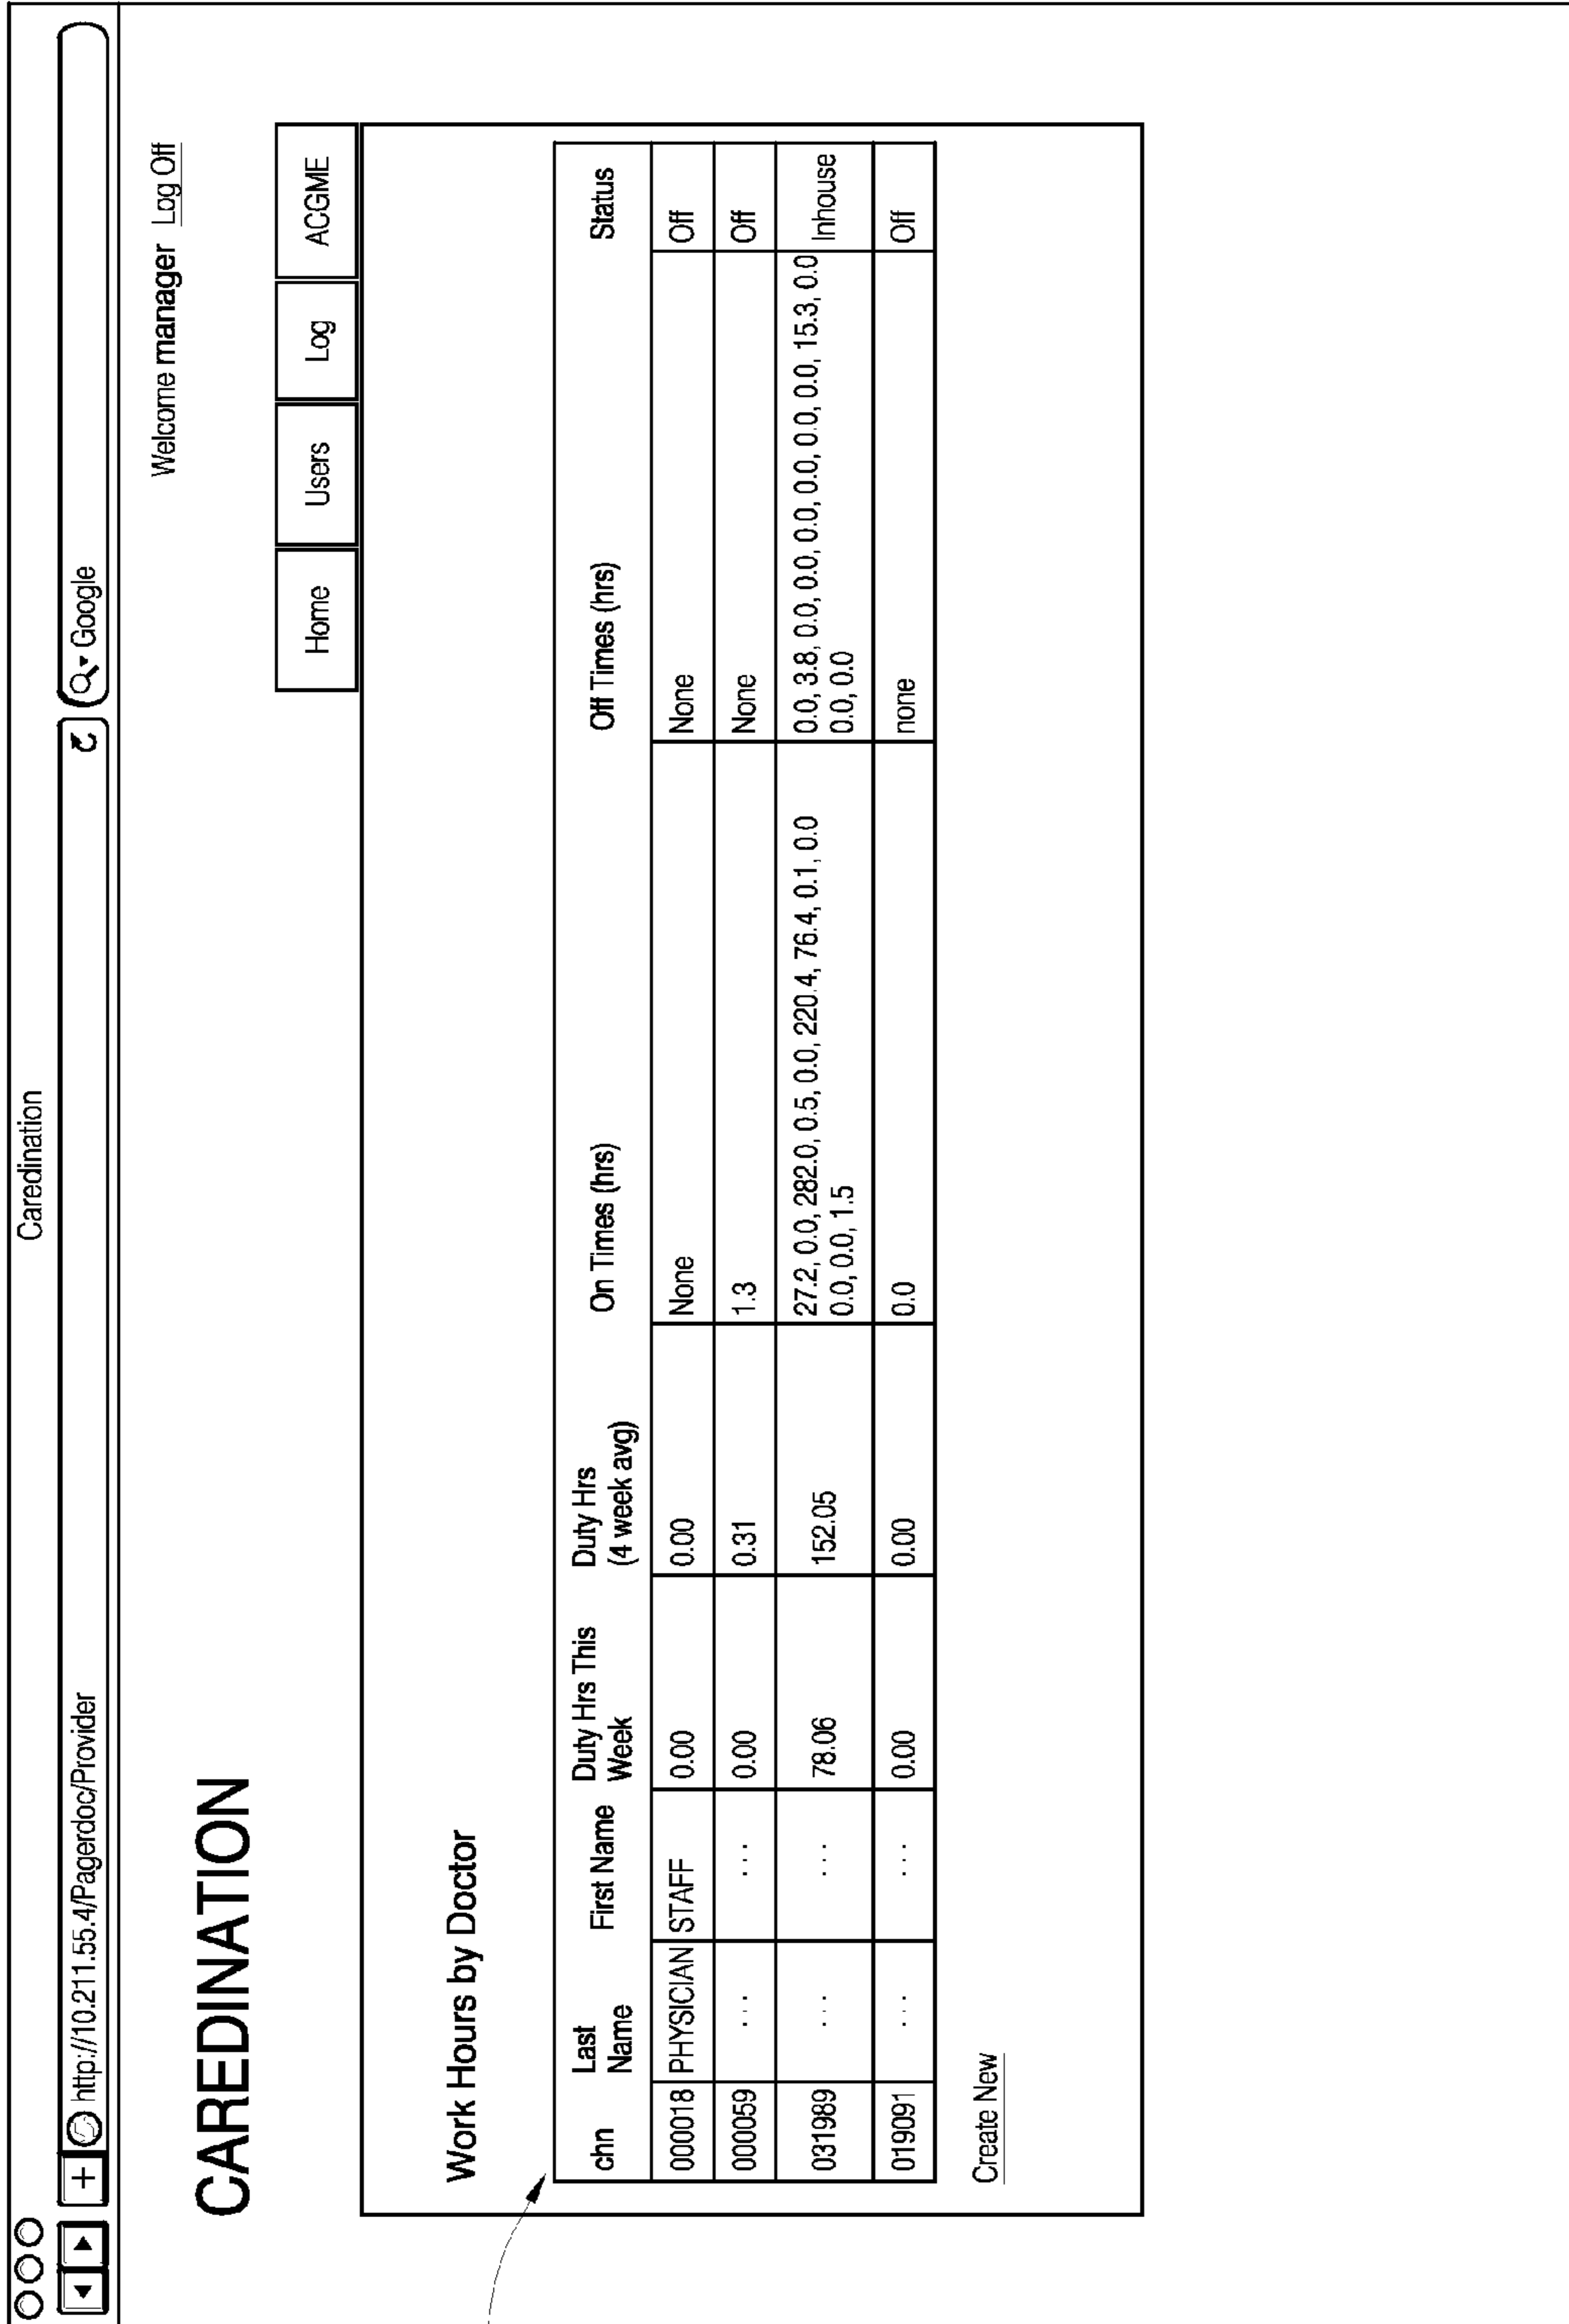 Caredination
+ http://10.211.55.4/Pagerdoc/Provider Google
Welcome manager Log Off
CAREDINATION
Home Users Log ACGME
Work Hours by Doctor
chn Last Name First Name Duty Hrs This Week Duty Hrs (4 week avg) On Times (hrs) Off Times (hrs) Status
000018 PHYSICIAN STAFF 0.00 0.00 None None Off
000059 ... ... 0.00 0.31 1.3 None Off
031989 ... ... 78.06 152.05 27.2, 0.0, 282.0, 0.5, 0.0, 220.4, 76.4, 0.1, 0.0 0.0, 3.8, 0.0, 0.0, 0.0, 0.0, 0.0, 0.0, 15.3, 0.0 Inhouse
0.0, 0.0, 1.5 0.0, 0.0
019091 ... ... 0.00 0.00 0.0 none Off
Create New